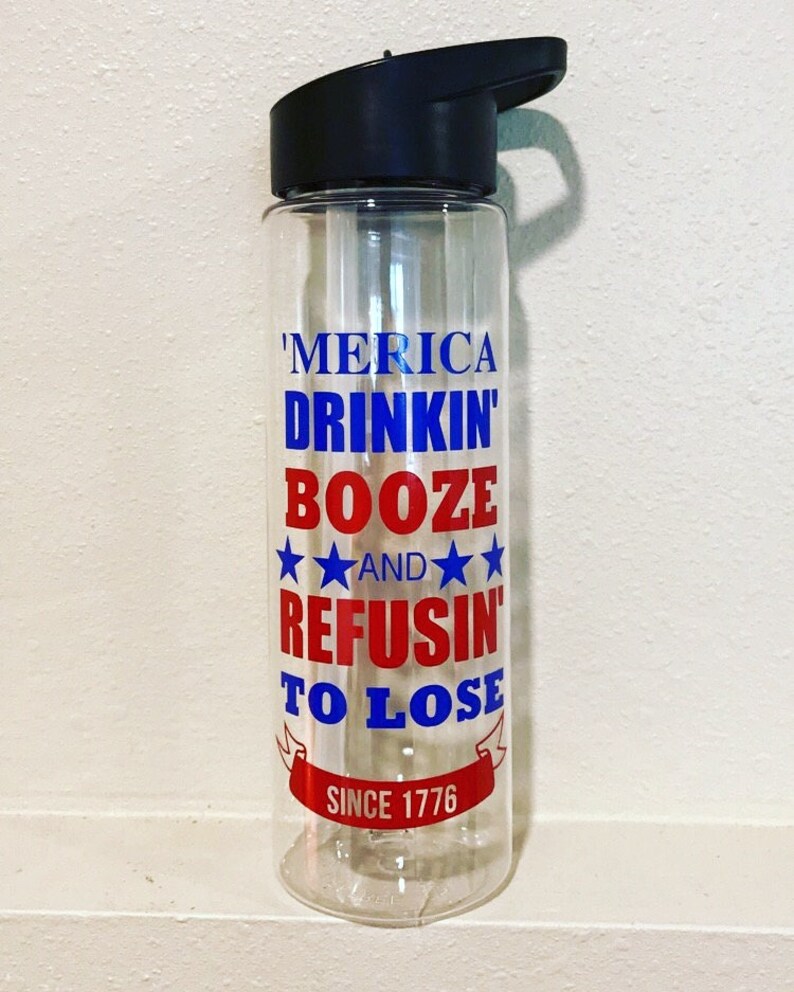 'MERICA
DRINKIN'
BOOZE
AND
REFUSIN'
TO LOSE
SINCE 1776